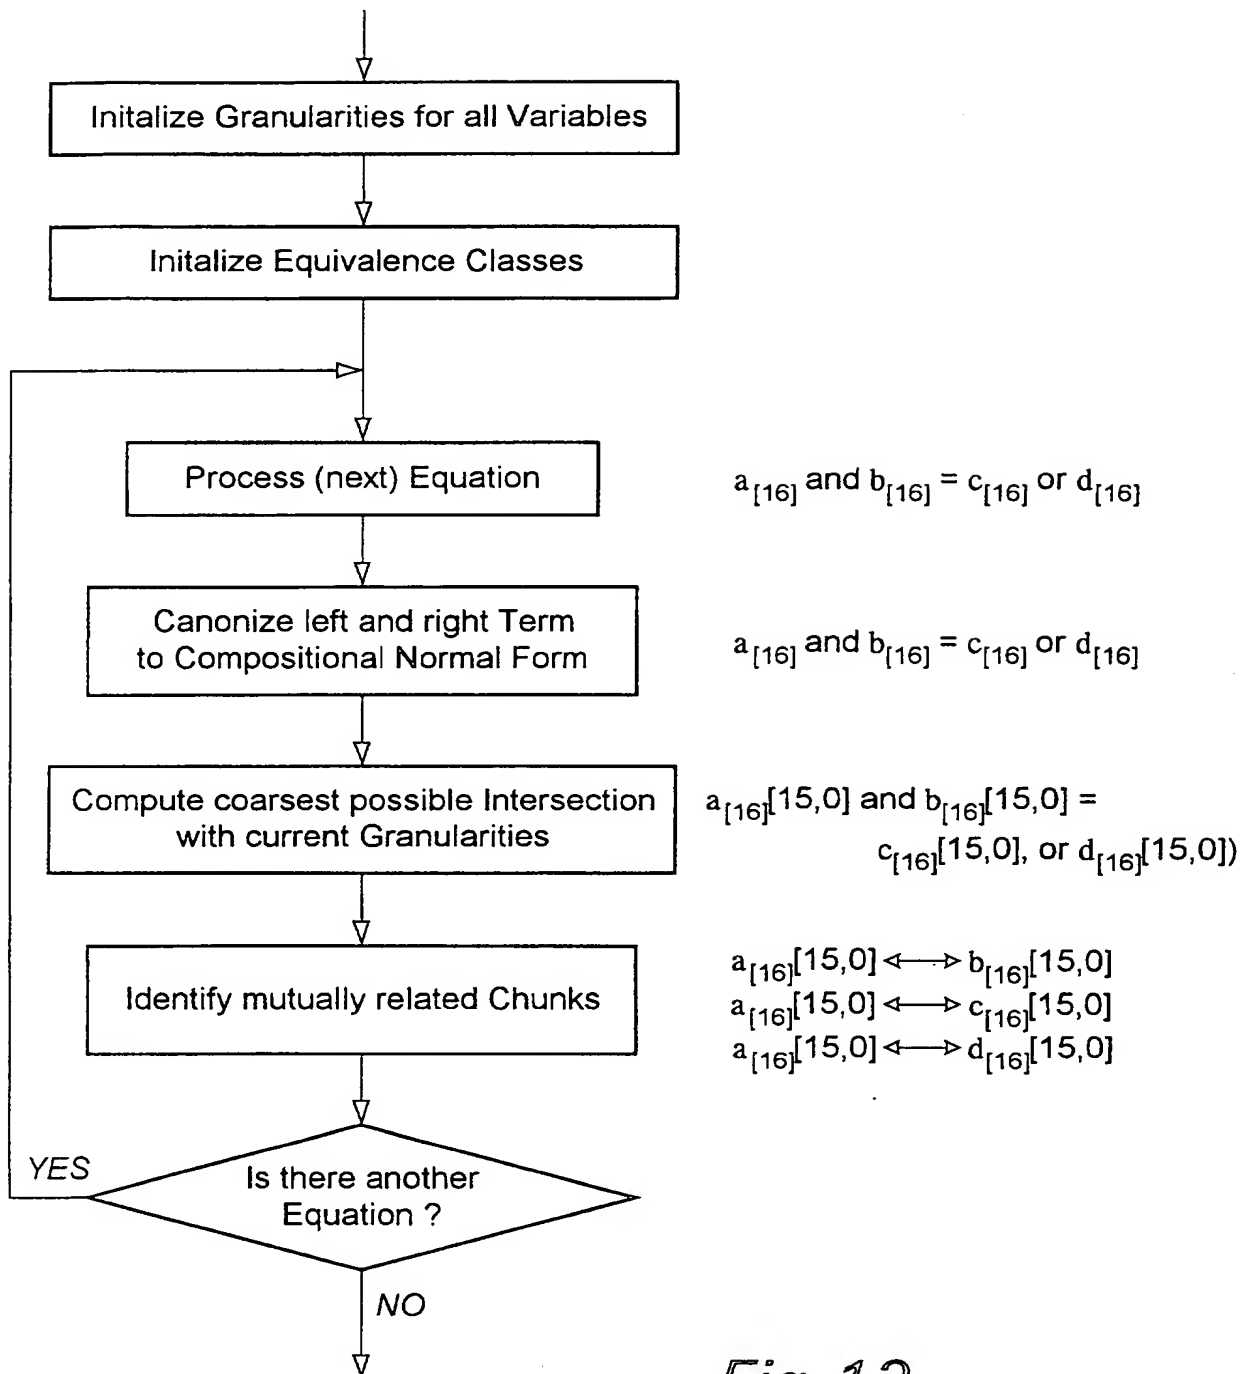 Initalize Granularities for all Variables
Initalize Equivalence Classes
Process (next) Equation
a[16] and b[16] = c[16] or d[16]
Canonize left and right Term
to Compositional Normal Form
a[16] and b[16] = c[16] or d[16]
Compute coarsest possible Intersection
with current Granularities
a[16][15,0] and b[16][15,0] =
c[16][15,0], or d[16][15,0])
Identify mutually related Chunks
a[16][15,0] ◁—▷ b[16][15,0]
a[16][15,0] ◁—▷ c[16][15,0]
a[16][15,0] ◁—▷ d[16][15,0]
YES
Is there another
Equation ?
NO